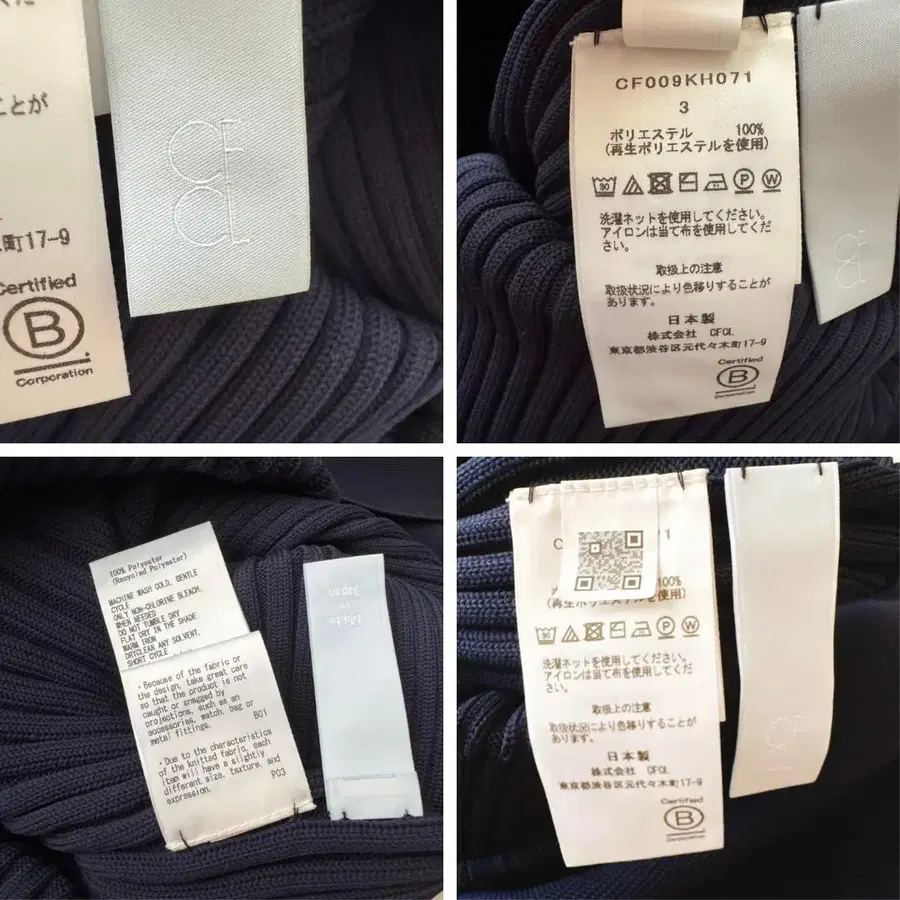 ことが
町17-9
Certified
B
Corporation
CF
CL
CF009KH071
3
ポリエステル 100%
(再生ポリエステルを使用)
30
P
W
洗濯ネットを使用してください。
アイロンは当て布を使用してくだ
さい。
取扱上の注意
取扱状況により色移りすることが
あります。
日本製
株式会社 CFCL
東京都渋谷区元代々木町17-9
Certified
B
Corporation
CF
CL
100% Polyester
(Recycled Polyester)
MACHINE WASH COLD, GENTLE
CYCLE
ONLY NON-CHLORINE BLEACH,
WHEN NEEDED
DO NOT TUMBLE DRY
FLAT DRY IN THE SHADE
WARM IRON
DRYCLEAN ANY SOLVENT,
SHORT CYCLE
・Because of the fabric or
the design, take great care
so that the product is not
caught or snagged by
projections, such as an
accessories, watch, bag or
metal fittings.
B01
・Due to the characteristics
of the knitted fabric, each
item will have a slightly
different size, texture, and
expression.
P03
Made
in
Japan
C
71
100%
(再生ポリエステルを使用)
30
P
W
洗濯ネットを使用してください。
アイロンは当て布を使用してくだ
さい。
取扱上の注意
取扱状況により色移りすることが
あります。
日本製
株式会社 CFCL
東京都渋谷区元代々木町17-9
Certified
B
Corporation
CF
CL